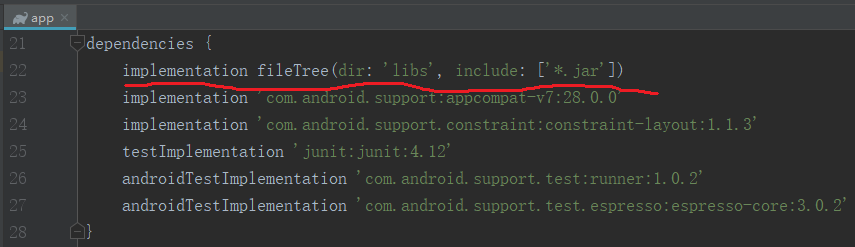 app
21 dependencies {
22 implementation fileTree(dir: 'libs', include: ['*.jar'])
23 implementation 'com.android.support:appcompat-v7:28.0.0'
24 implementation 'com.android.support.constraint:constraint-layout:1.1.3'
25 testImplementation 'junit:junit:4.12'
26 androidTestImplementation 'com.android.support.test:runner:1.0.2'
27 androidTestImplementation 'com.android.support.test.espresso:espresso-core:3.0.2'
28 }